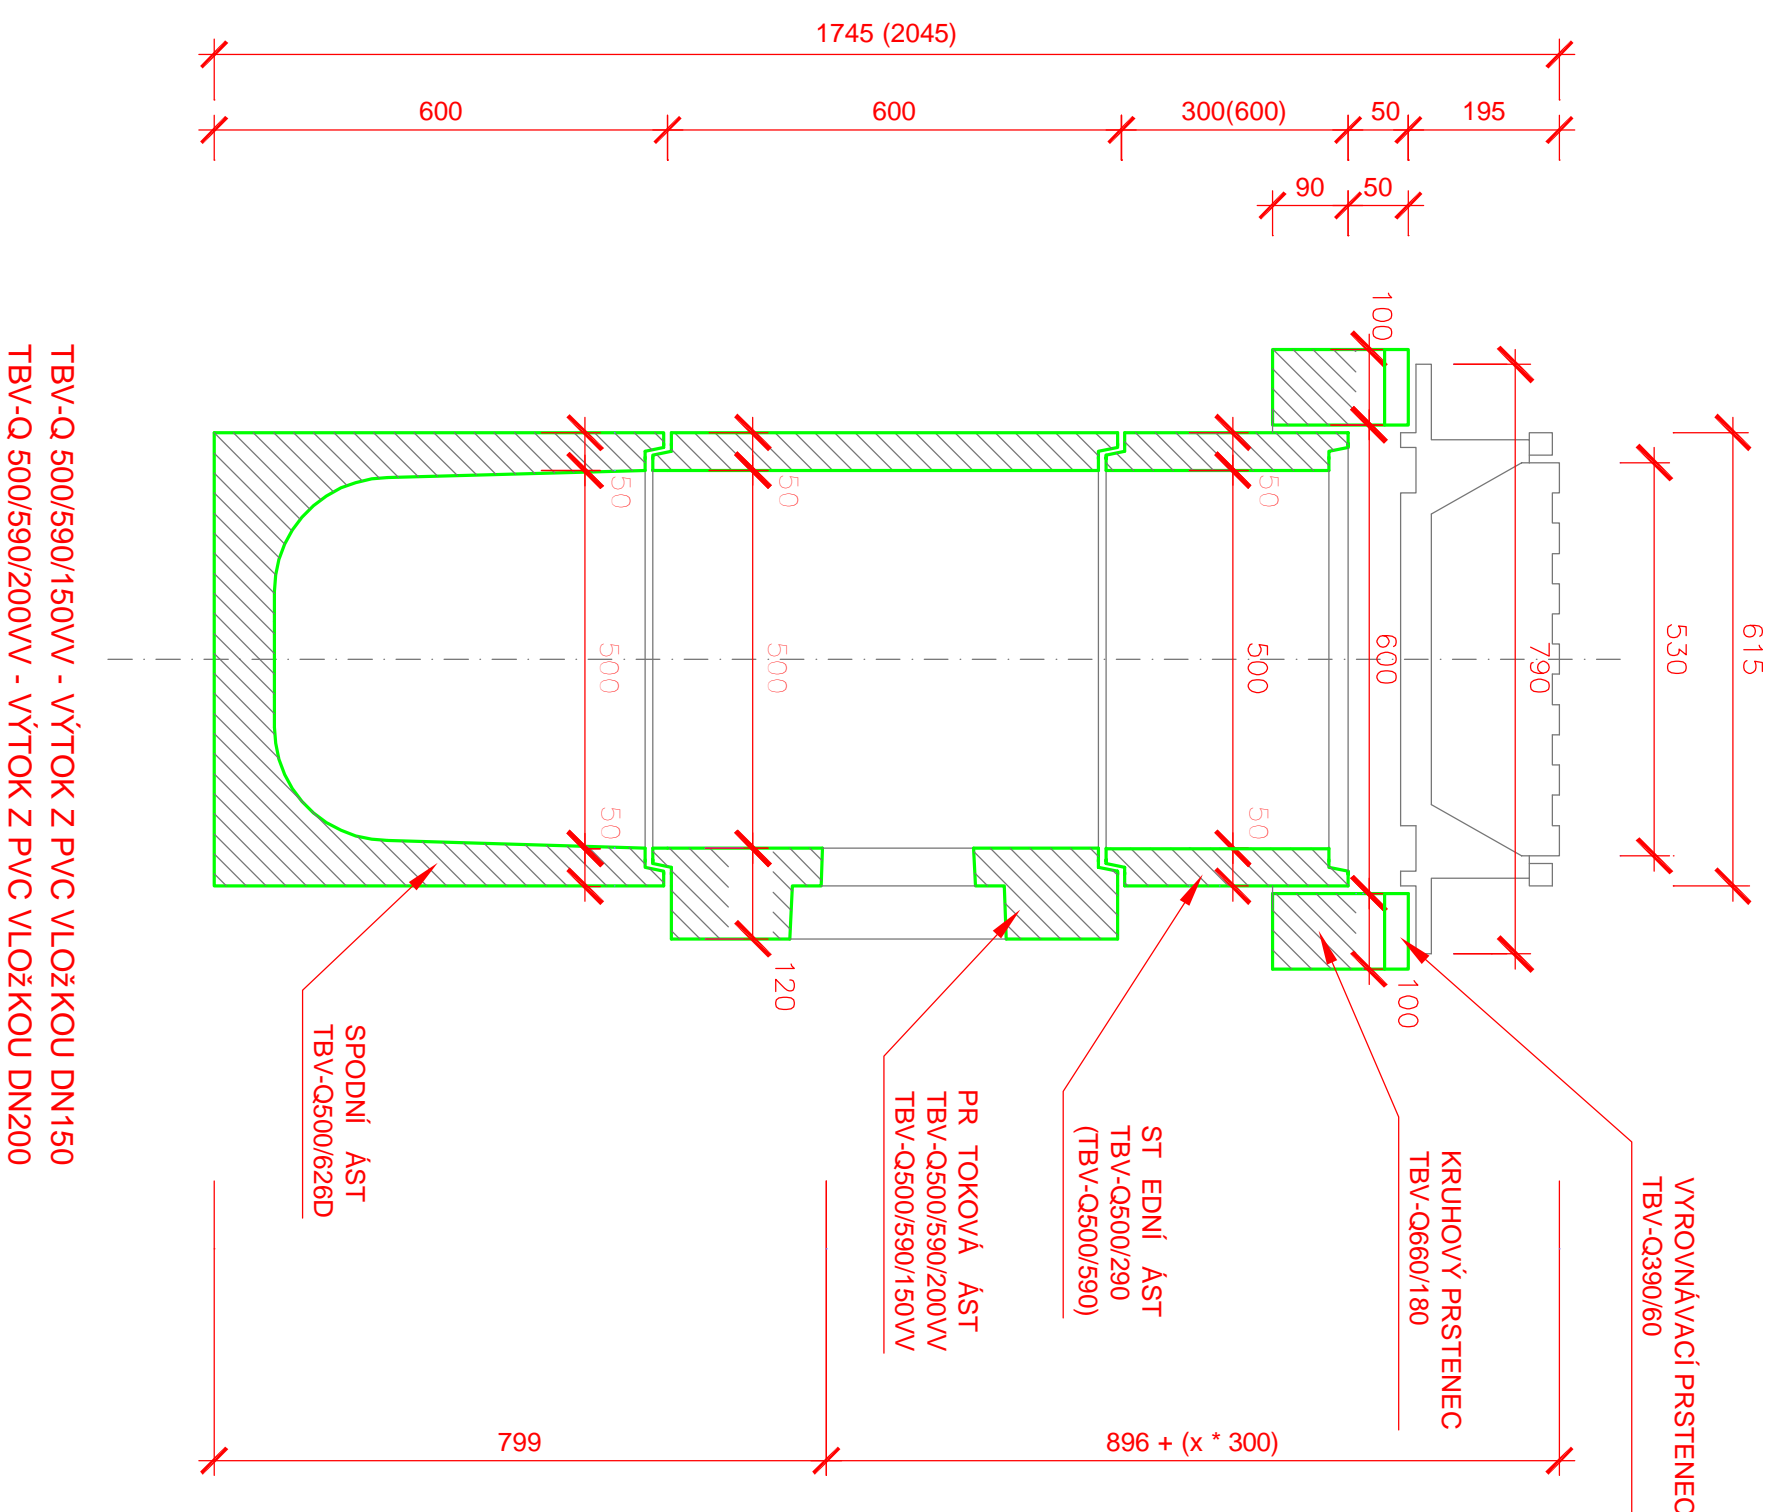 1745 (2045)
600
600
300(600)
50
195
90
50
100
615
530
790
600
500
50
50
500
50
50
500
50
120
100
VYROVNÁVACÍ PRSTENEC
TBV-Q390/60
KRUHOVÝ PRSTENEC
TBV-Q660/180
ST EDNÍ ÁST
TBV-Q500/290
(TBV-Q500/590)
PR TOKOVÁ ÁST
TBV-Q500/590/200VV
TBV-Q500/590/150VV
SPODNÍ ÁST
TBV-Q500/626D
799
896 + (x * 300)
TBV-Q 500/590/150VV - VÝTOK Z PVC VLOžKOU DN150
TBV-Q 500/590/200VV - VÝTOK Z PVC VLOžKOU DN200